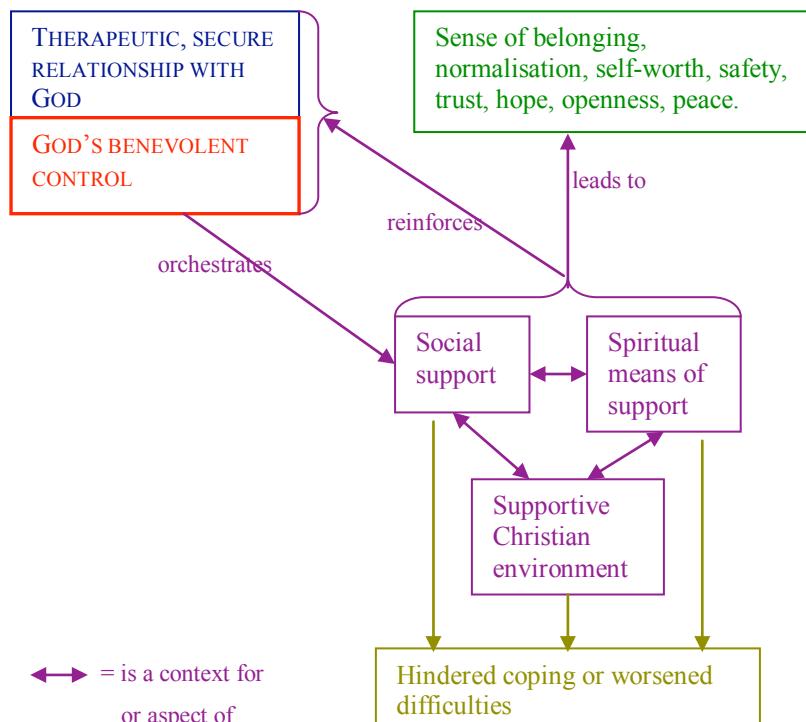 THERAPEUTIC, SECURE
RELATIONSHIP WITH
GOD
GOD'S BENEVOLENT
CONTROL
Sense of belonging,
normalisation, self-worth, safety,
trust, hope, openness, peace.
leads to
reinforces
orchestrates
Social
support
Spiritual
means of
support
Supportive
Christian
environment
= is a context for
or aspect of
Hindered coping or worsened
difficulties